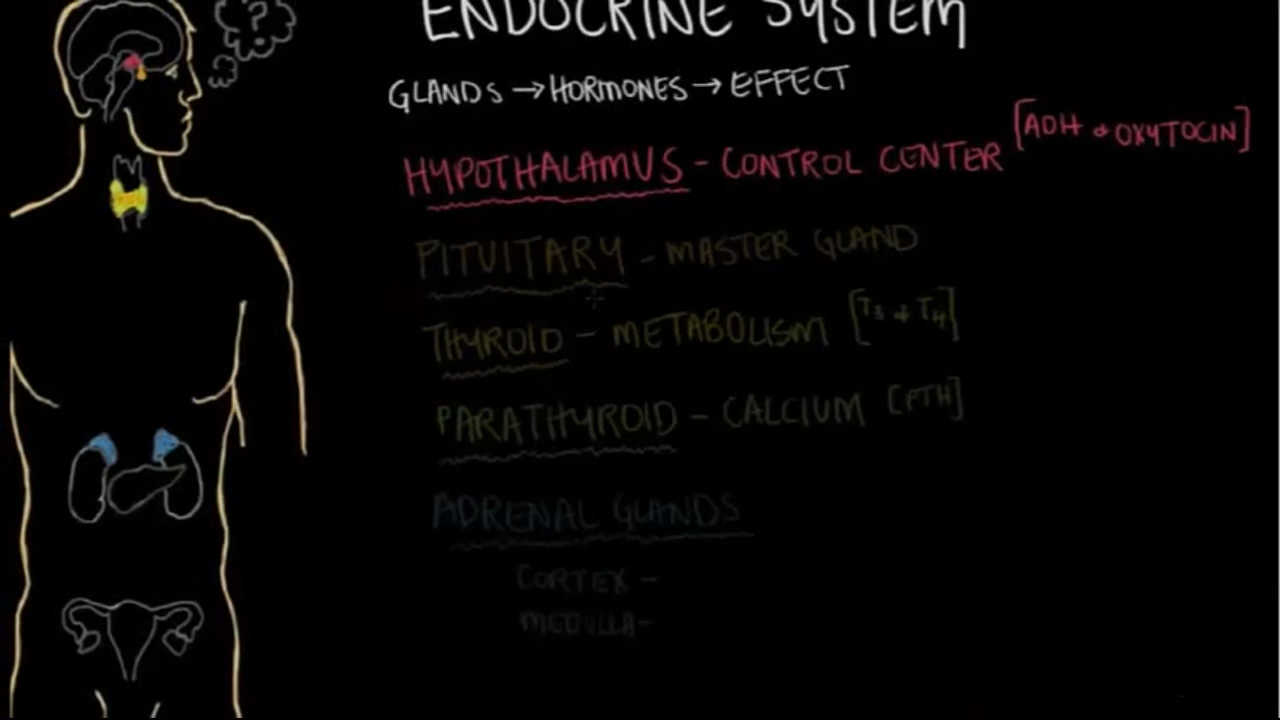 ENDOCRINE SYSTEM
GLANDS → HORMONES → EFFECT
HYPOTHALAMUS - CONTROL CENTER [ADH + OXYTOCIN]
PITUITARY - MASTER GLAND
THYROID - METABOLISM [T3 + T4]
PARATHYROID - CALCIUM [PTH]
ADRENAL GLANDS
CORTEX -
MEDULLA-
?